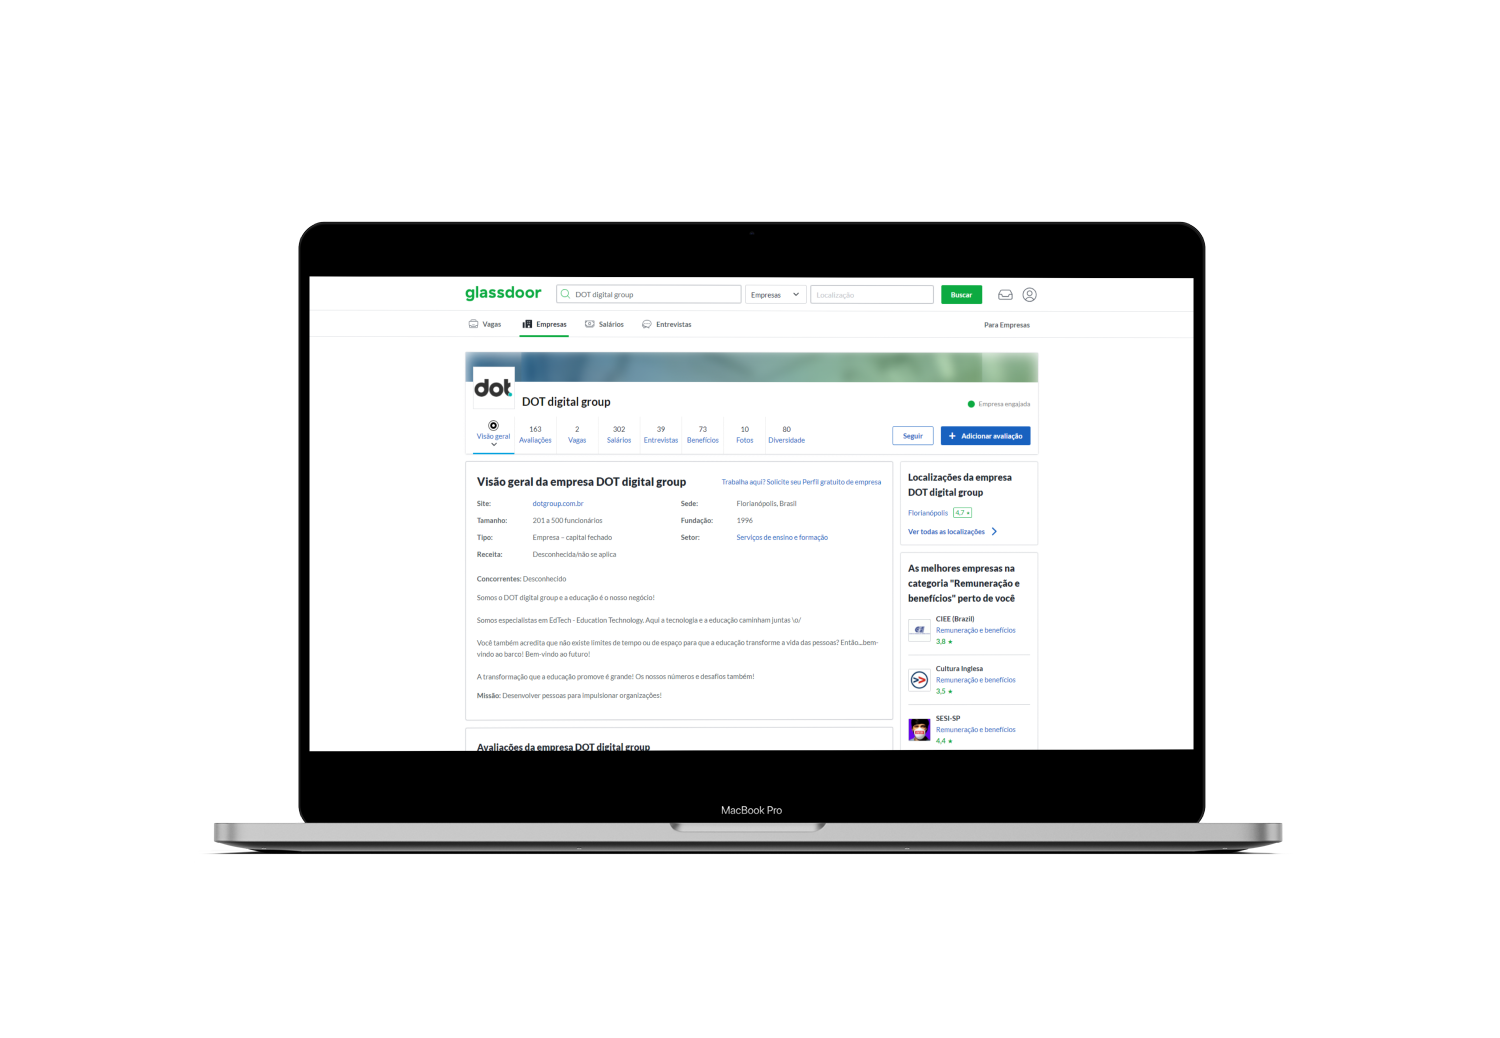 glassdoor
DOT digital group
Empresas
Localização
Buscar
Vagas
Empresas
Salários
Entrevistas
Para Empresas
dot.
DOT digital group
Empresa engajada
Visão geral
163
Avaliações
2
Vagas
302
Salários
39
Entrevistas
73
Benefícios
10
Fotos
80
Diversidade
Seguir
+ Adicionar avaliação
Visão geral da empresa DOT digital group
Trabalha aqui? Solicite seu Perfil gratuito de empresa
Site: dotgroup.com.br
Sede: Florianópolis, Brasil
Tamanho: 201 a 500 funcionários
Fundação: 1996
Tipo: Empresa – capital fechado
Setor: Serviços de ensino e formação
Receita: Desconhecida/não se aplica
Concorrentes: Desconhecido
Somos o DOT digital group e a educação é o nosso negócio!
Somos especialistas em EdTech - Education Technology. Aqui a tecnologia e a educação caminham juntas \o/
Você também acredita que não existe limites de tempo ou de espaço para que a educação transforme a vida das pessoas? Então...bem-
vindo ao barco! Bem-vindo ao futuro!
A transformação que a educação promove é grande! Os nossos números e desafios também!
Missão: Desenvolver pessoas para impulsionar organizações!
Avaliações da empresa DOT digital group
Localizações da empresa
DOT digital group
Florianópolis 4,7 ★
Ver todas as localizações
As melhores empresas na
categoria "Remuneração e
benefícios" perto de você
CIEE (Brazil)
Remuneração e benefícios
3,8 ★
Cultura Inglesa
Remuneração e benefícios
3,5 ★
SESI-SP
Remuneração e benefícios
4,4 ★
MacBook Pro